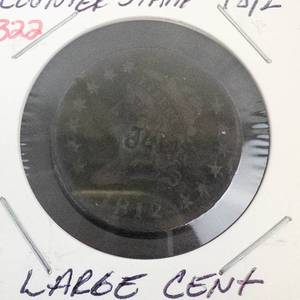 COUNTER STAMP 1812
322
1812
LARGE CENT